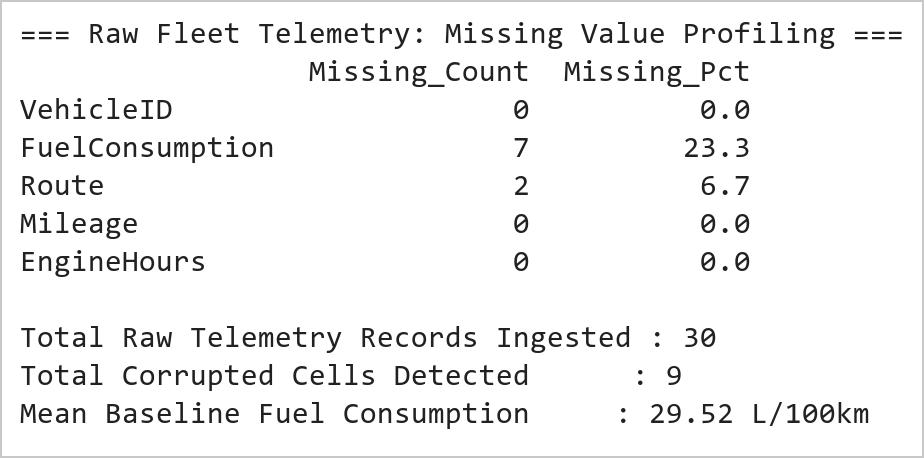 === Raw Fleet Telemetry: Missing Value Profiling ===
                 Missing_Count  Missing_Pct
VehicleID                    0          0.0
FuelConsumption              7         23.3
Route                        2          6.7
Mileage                      0          0.0
EngineHours                  0          0.0

Total Raw Telemetry Records Ingested : 30
Total Corrupted Cells Detected      : 9
Mean Baseline Fuel Consumption     : 29.52 L/100km